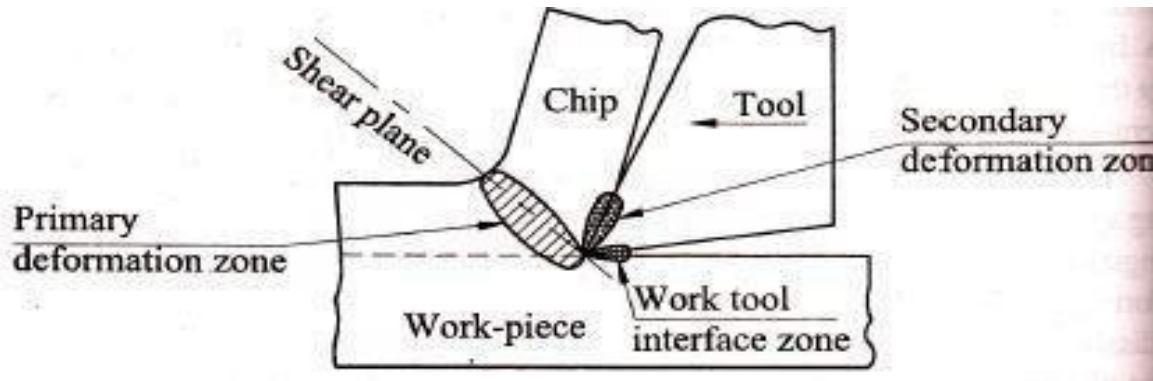 Shear plane
Chip
Tool
Secondary
deformation zon
Primary
deformation zone
Work tool
interface zone
Work-piece